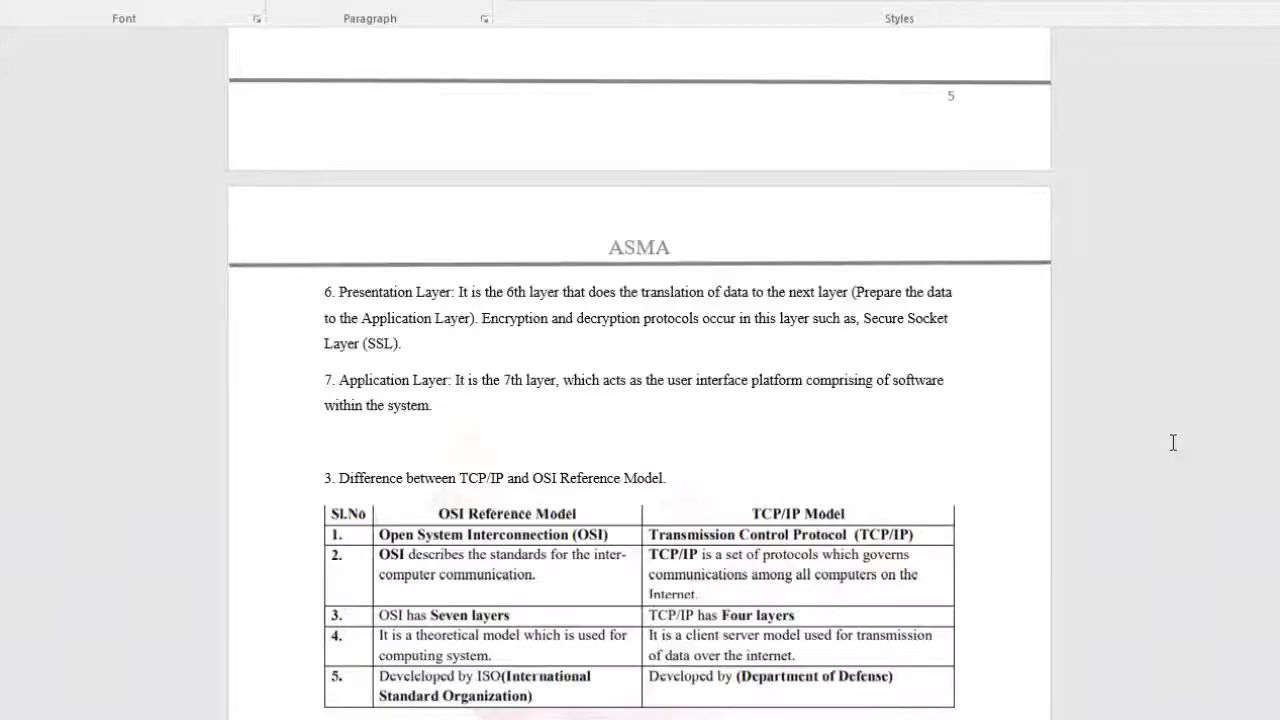 Font Paragraph Styles
5
ASMA
6. Presentation Layer: It is the 6th layer that does the translation of data to the next layer (Prepare the data
to the Application Layer). Encryption and decryption protocols occur in this layer such as, Secure Socket
Layer (SSL).
7. Application Layer: It is the 7th layer, which acts as the user interface platform comprising of software
within the system.
3. Difference between TCP/IP and OSI Reference Model.
Sl.No OSI Reference Model TCP/IP Model
1. Open System Interconnection (OSI) Transmission Control Protocol (TCP/IP)
2. OSI describes the standards for the inter- TCP/IP is a set of protocols which governs
computer communication. communications among all computers on the
Internet.
3. OSI has Seven layers TCP/IP has Four layers
4. It is a theoretical model which is used for It is a client server model used for transmission
computing system. of data over the internet.
5. Develeloped by ISO(International Developed by (Department of Defense)
Standard Organization)